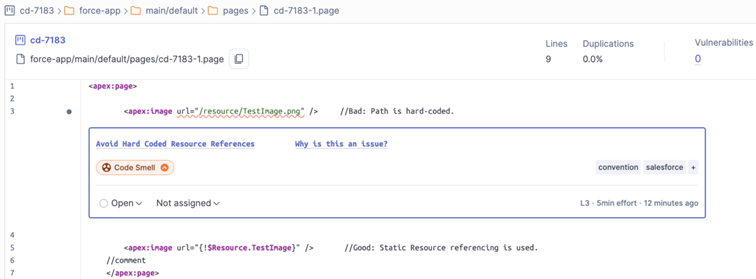 cd-7183 > force-app > main/default > pages > cd-7183-1.page
cd-7183
force-app/main/default/pages/cd-7183-1.page
Lines Duplications Vulnerabilities
9 0.0% 0
1 <apex:page>
2
3 <apex:image url="/resource/TestImage.png" /> //Bad: Path is hard-coded.
Avoid Hard Coded Resource References Why is this an issue?
Code Smell convention salesforce +
Open Not assigned L3 · 5min effort · 12 minutes ago
4
5 <apex:image url="{!$Resource.TestImage}" /> //Good: Static Resource referencing is used.
6 //comment
7 </apex:page>